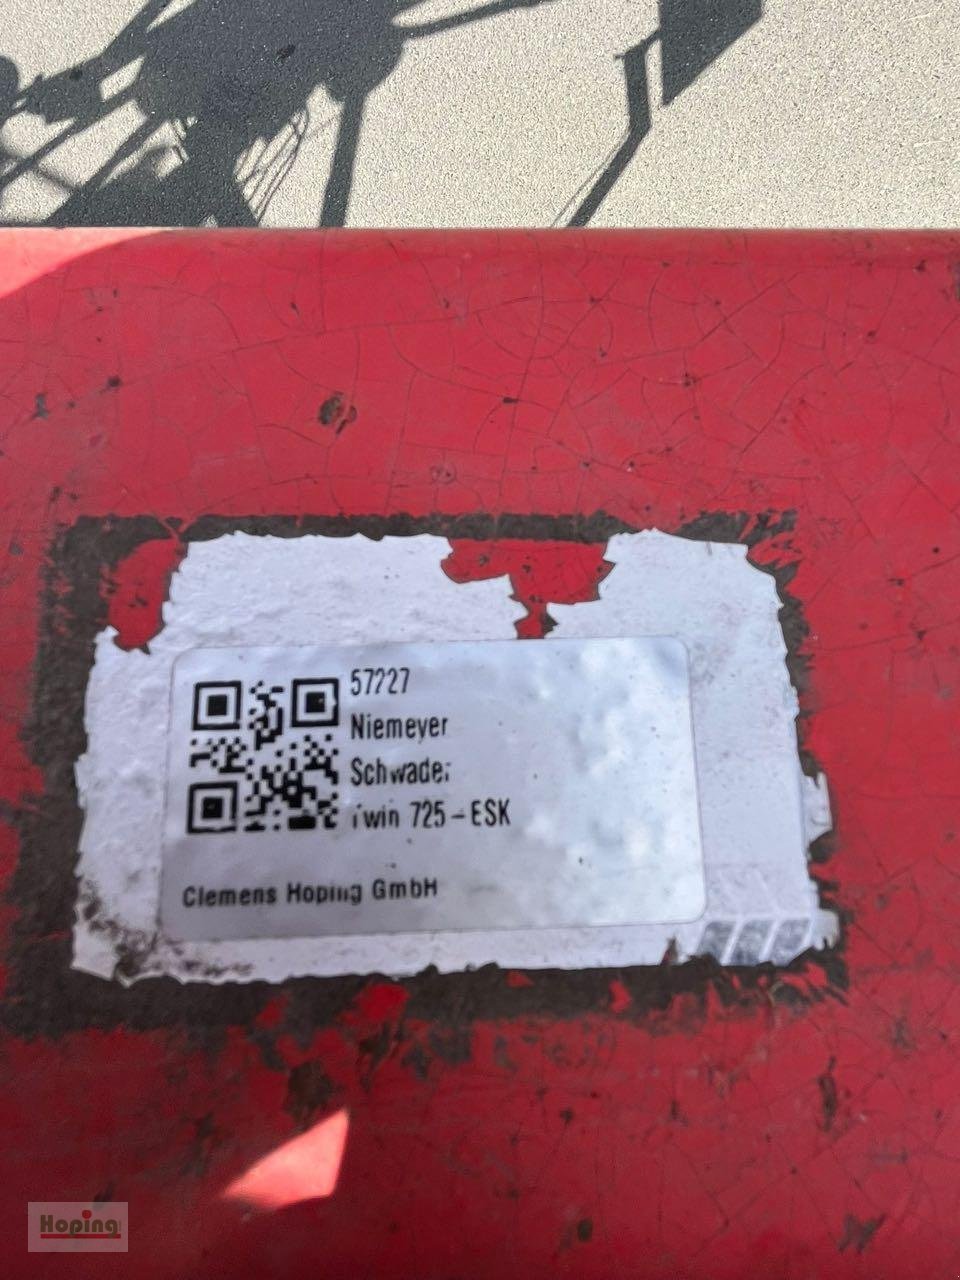 57227
Niemeyer
Schwader
Twin 725 - ESK
Clemens Hoping GmbH
Hoping